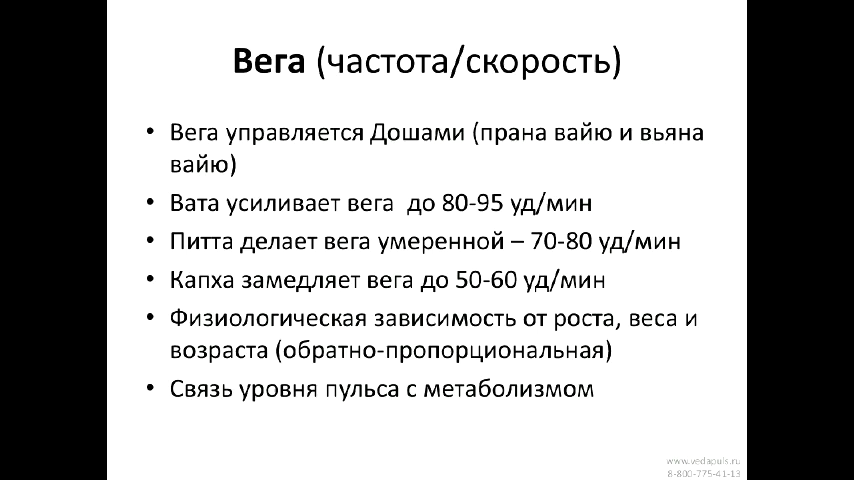 Вега (частота/скорость)
• Вега управляется Дошами (прана вайю и вьяна
вайю)
• Вата усиливает вега до 80-95 уд/мин
• Питта делает вега умеренной – 70-80 уд/мин
• Капха замедляет вега до 50-60 уд/мин
• Физиологическая зависимость от роста, веса и
возраста (обратно-пропорциональная)
• Связь уровня пульса с метаболизмом
www.vedapuls.ru
8-800-775-41-13